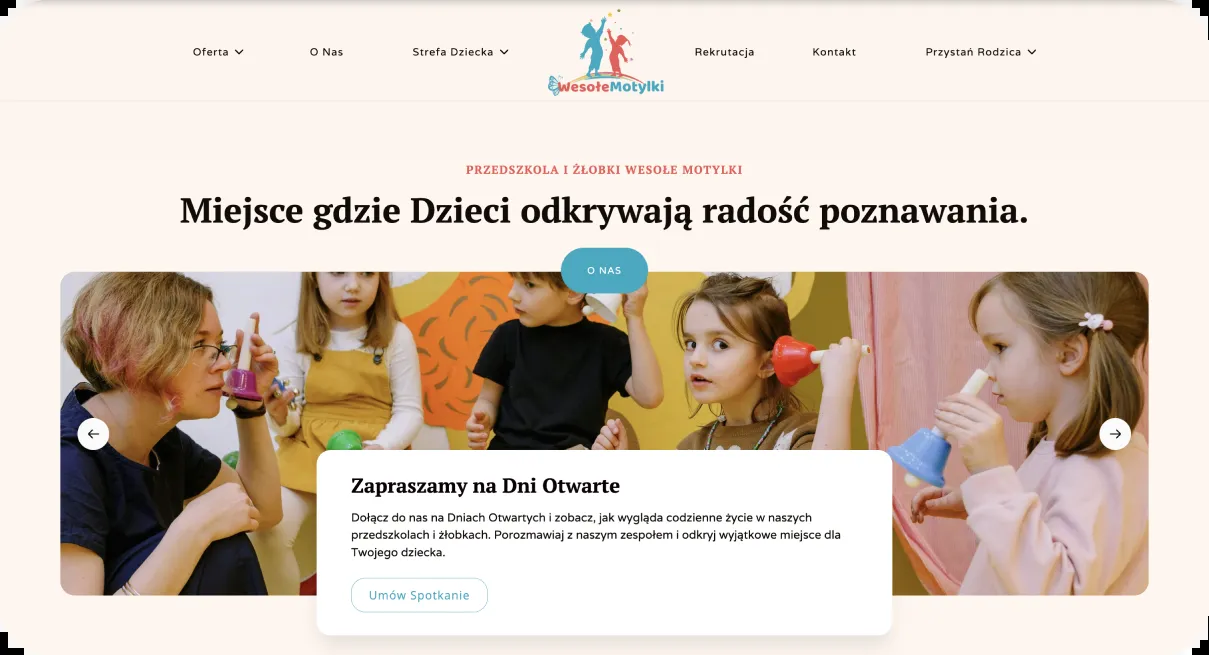 Oferta
O Nas
Strefa Dziecka
WesołeMotylki
Rekrutacja
Kontakt
Przystań Rodzica
PRZEDSZKOLA I ŻŁOBKI WESOŁE MOTYLKI
Miejsce gdzie Dzieci odkrywają radość poznawania.
O NAS
Zapraszamy na Dni Otwarte
Dołącz do nas na Dniach Otwartych i zobacz, jak wygląda codzienne życie w naszych
przedszkolach i żłobkach. Porozmawiaj z naszym zespołem i odkryj wyjątkowe miejsce dla
Twojego dziecka.
Umów Spotkanie